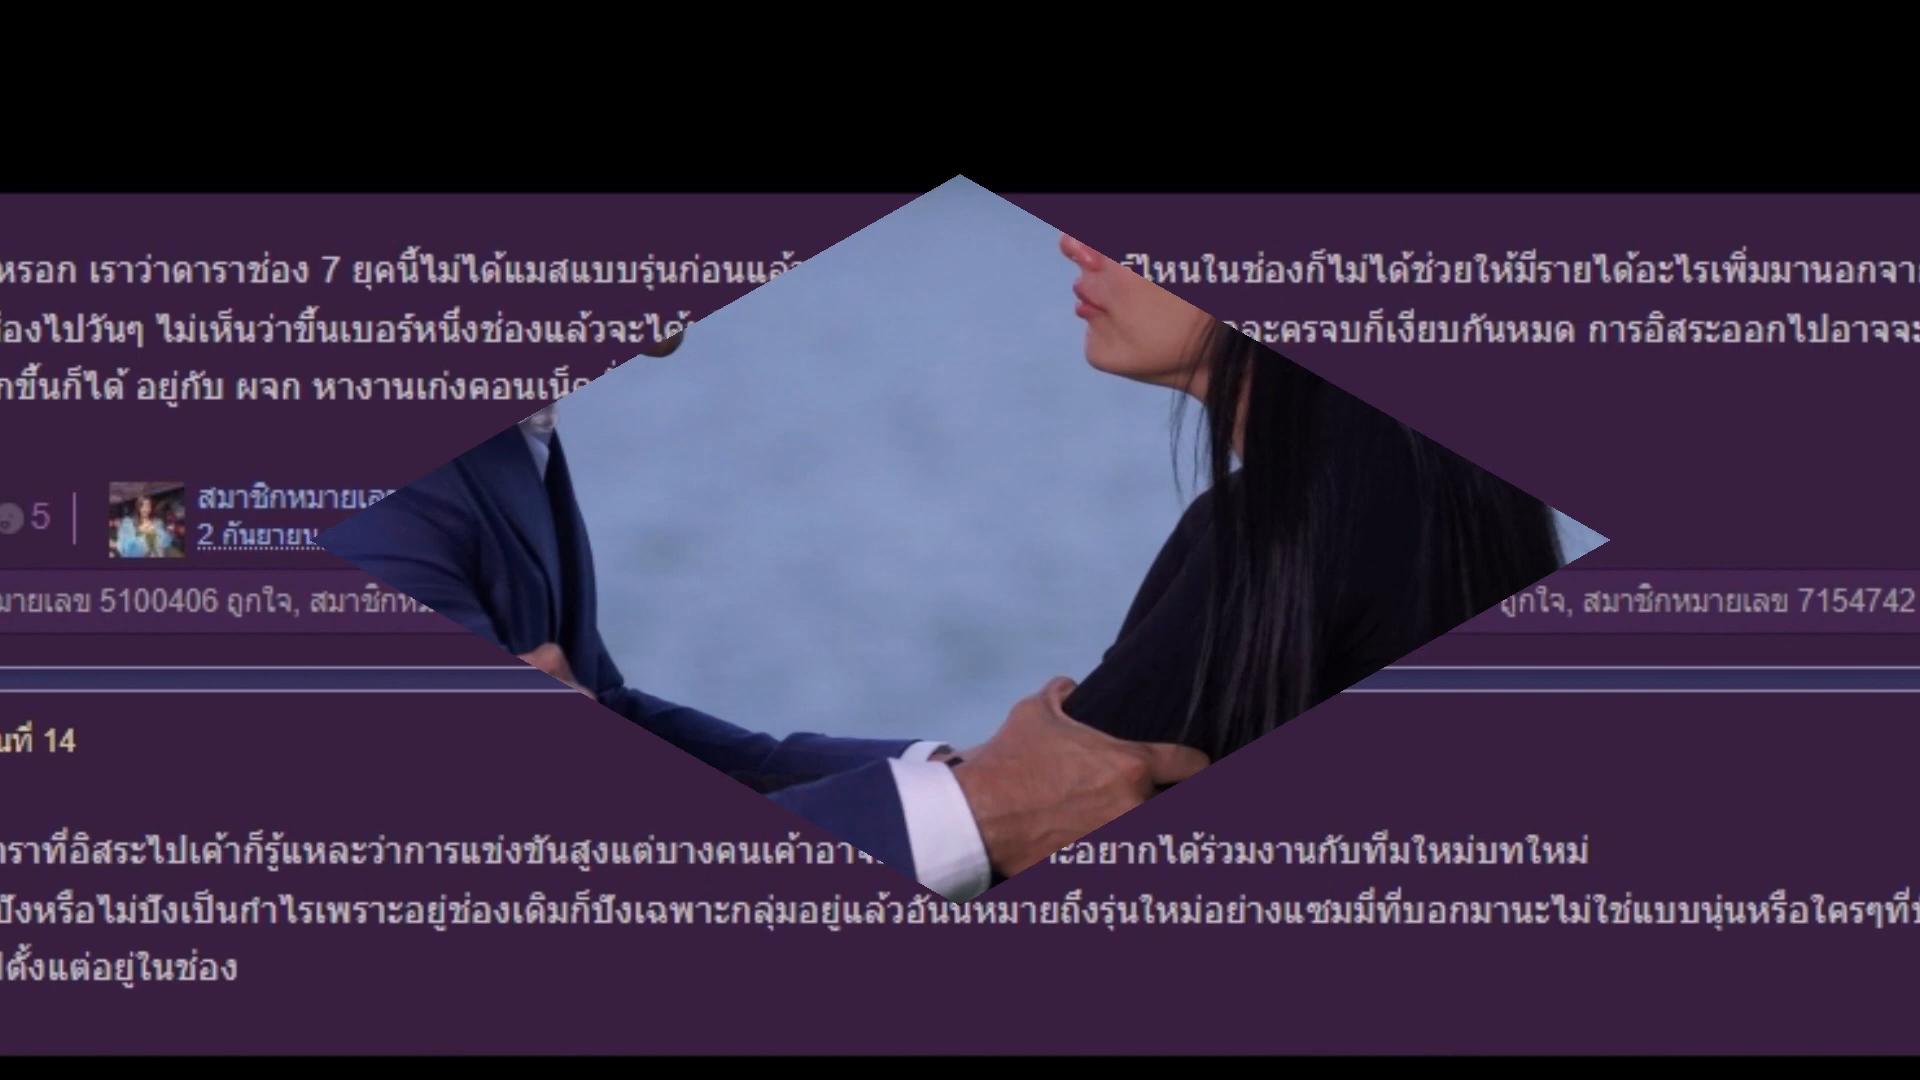 หรอก เราว่าดาราช่อง 7 ยุคนี้ไม่ได้แมสแบบรุ่นก่อนแล้ว ไหนในช่องก็ไม่ได้ช่วยให้มีรายได้อะไรเพิ่มมานอกจาก
ช่องไปวันๆ ไม่เห็นว่าขึ้นเบอร์หนึ่งช่องแล้วจะได้ ละครจบก็เงียบกันหมด การอิสระออกไปอาจจะ
กขึ้นก็ได้ อยู่กับ ผจก หางานเก่งคอนเน็ค
5
สมาชิกหมายเลข
2 กันยายน
มายเลข 5100406 ถูกใจ, สมาชิกหม ถูกใจ, สมาชิกหมายเลข 7154742
นที่ 14
ราที่อิสระไปเค้าก็รู้แหละว่าการแข่งขันสูงแต่บางคนเค้าอาจ อยากได้ร่วมงานกับทีมใหม่บทใหม่
ปังหรือไม่ปังเป็นกำไรเพราะอยู่ช่องเดิมก็ปังเฉพาะกลุ่มอยู่แล้วอันนี้หมายถึงรุ่นใหม่อย่างแซมมี่ที่บอกมานะไม่ใช่แบบนุ่นหรือใครๆที่
ตั้งแต่อยู่ในช่อง